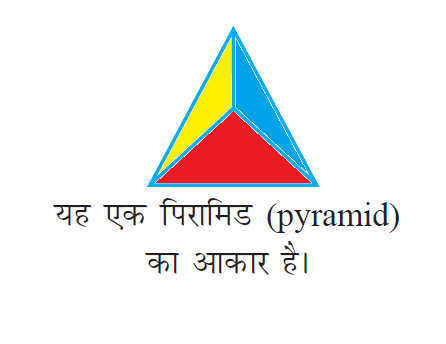 यह एक पिरामिड (pyramid)
का आकार है।